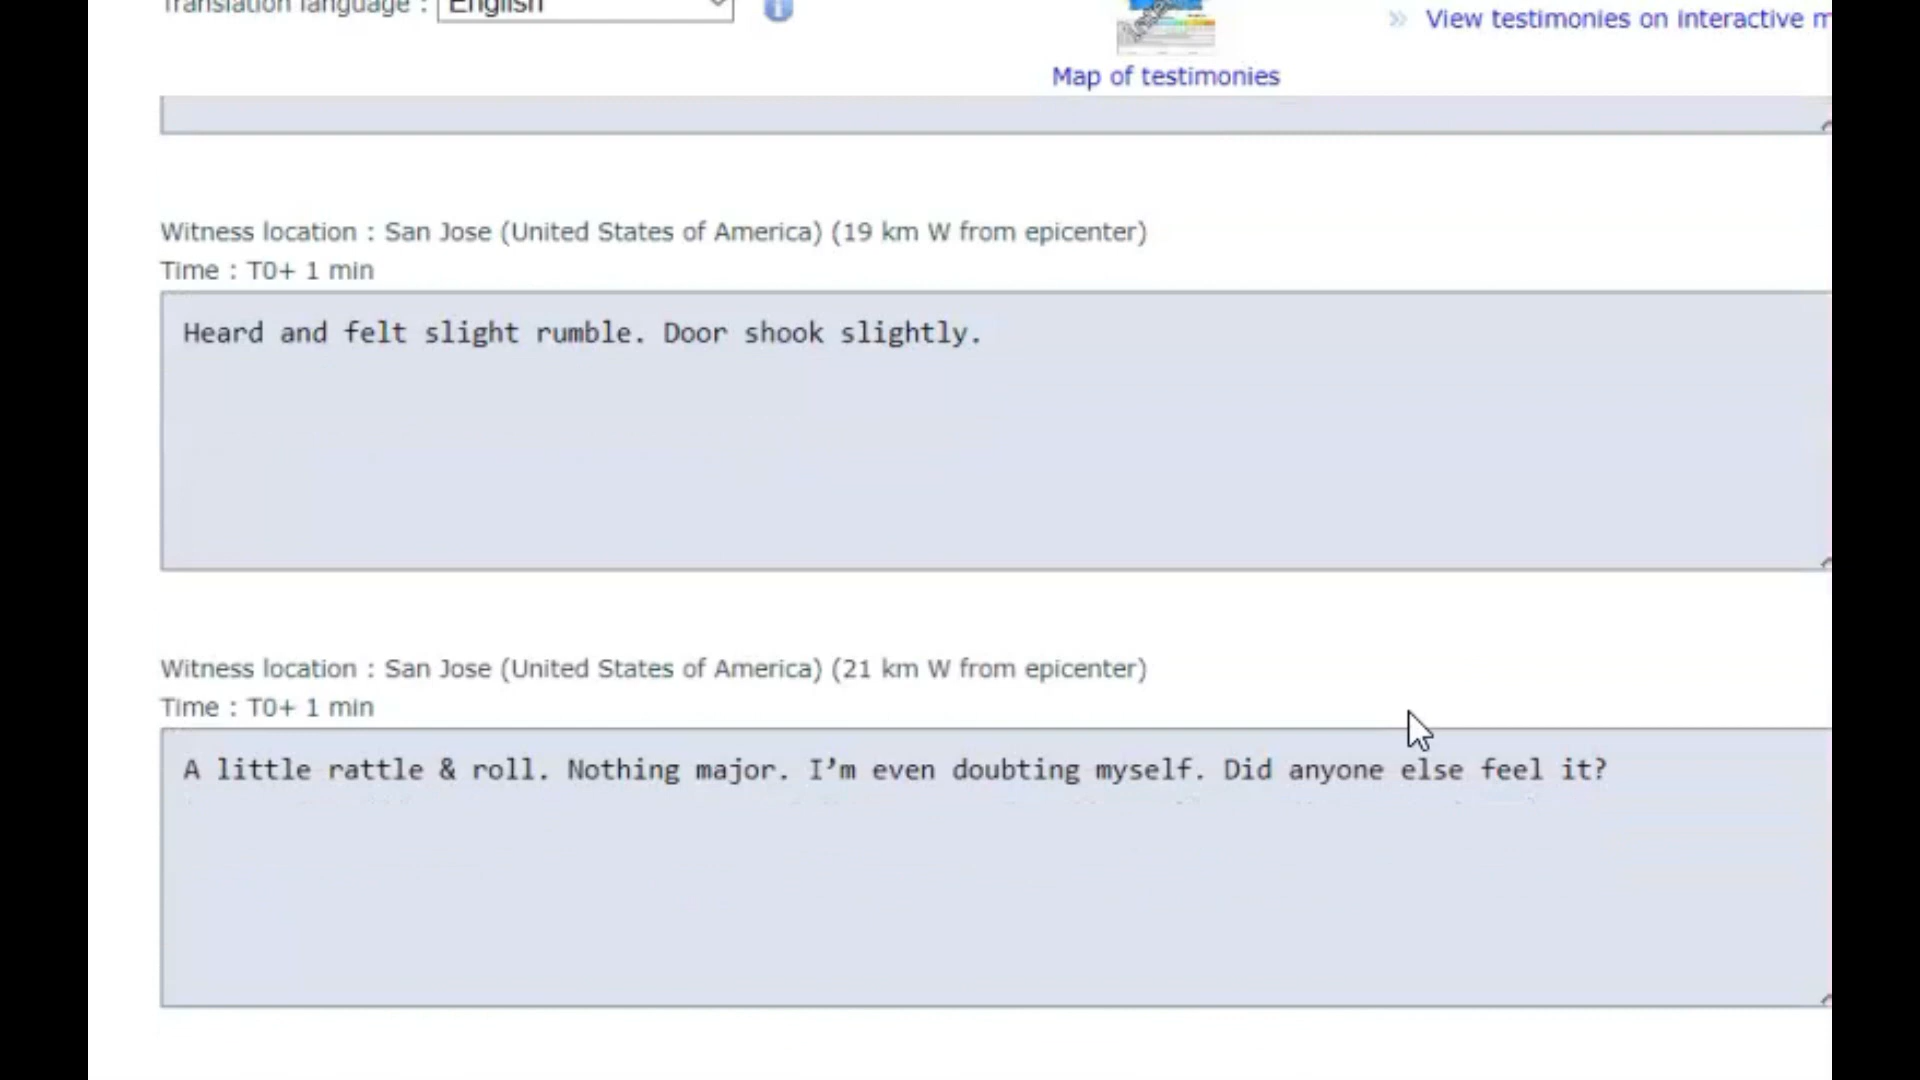 Translation language : English
View testimonies on interactive m
Map of testimonies
Witness location : San Jose (United States of America) (19 km W from epicenter)
Time : T0+ 1 min
Heard and felt slight rumble. Door shook slightly.
Witness location : San Jose (United States of America) (21 km W from epicenter)
Time : T0+ 1 min
A little rattle & roll. Nothing major. I’m even doubting myself. Did anyone else feel it?